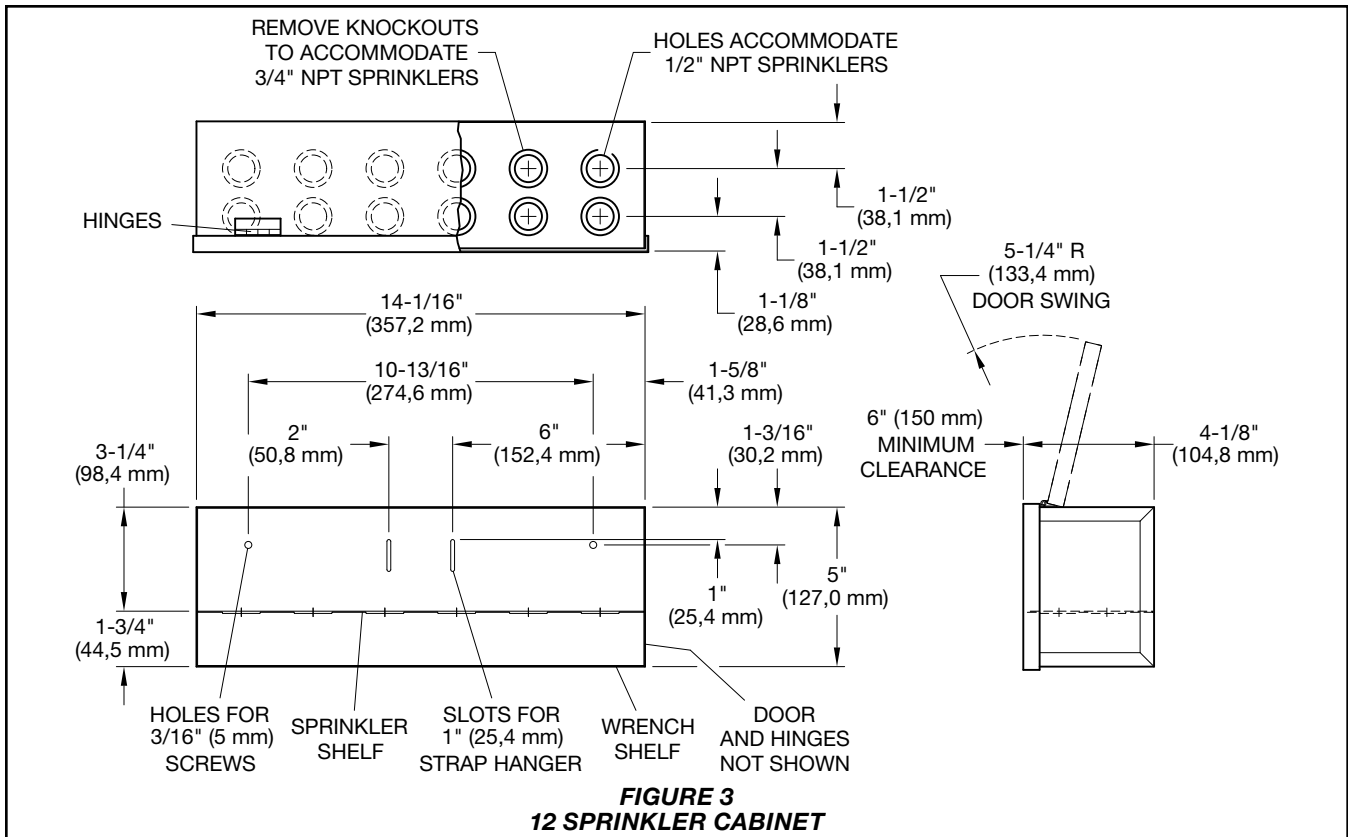 REMOVE KNOCKOUTS
TO ACCOMMODATE
3/4" NPT SPRINKLERS
HOLES ACCOMMODATE
1/2" NPT SPRINKLERS
HINGES
1-1/2"
(38,1 mm)
1-1/2"
(38,1 mm)
1-1/8"
(28,6 mm)
5-1/4" R
(133,4 mm)
DOOR SWING
14-1/16"
(357,2 mm)
10-13/16"
(274,6 mm)
1-5/8"
(41,3 mm)
2"
(50,8 mm)
6"
(152,4 mm)
1-3/16"
(30,2 mm)
6" (150 mm)
MINIMUM
CLEARANCE
4-1/8"
(104,8 mm)
3-1/4"
(98,4 mm)
1"
(25,4 mm)
5"
(127,0 mm)
1-3/4"
(44,5 mm)
HOLES FOR
3/16" (5 mm)
SCREWS
SPRINKLER
SHELF
SLOTS FOR
1" (25,4 mm)
STRAP HANGER
WRENCH
SHELF
DOOR
AND HINGES
NOT SHOWN
FIGURE 3
12 SPRINKLER CABINET